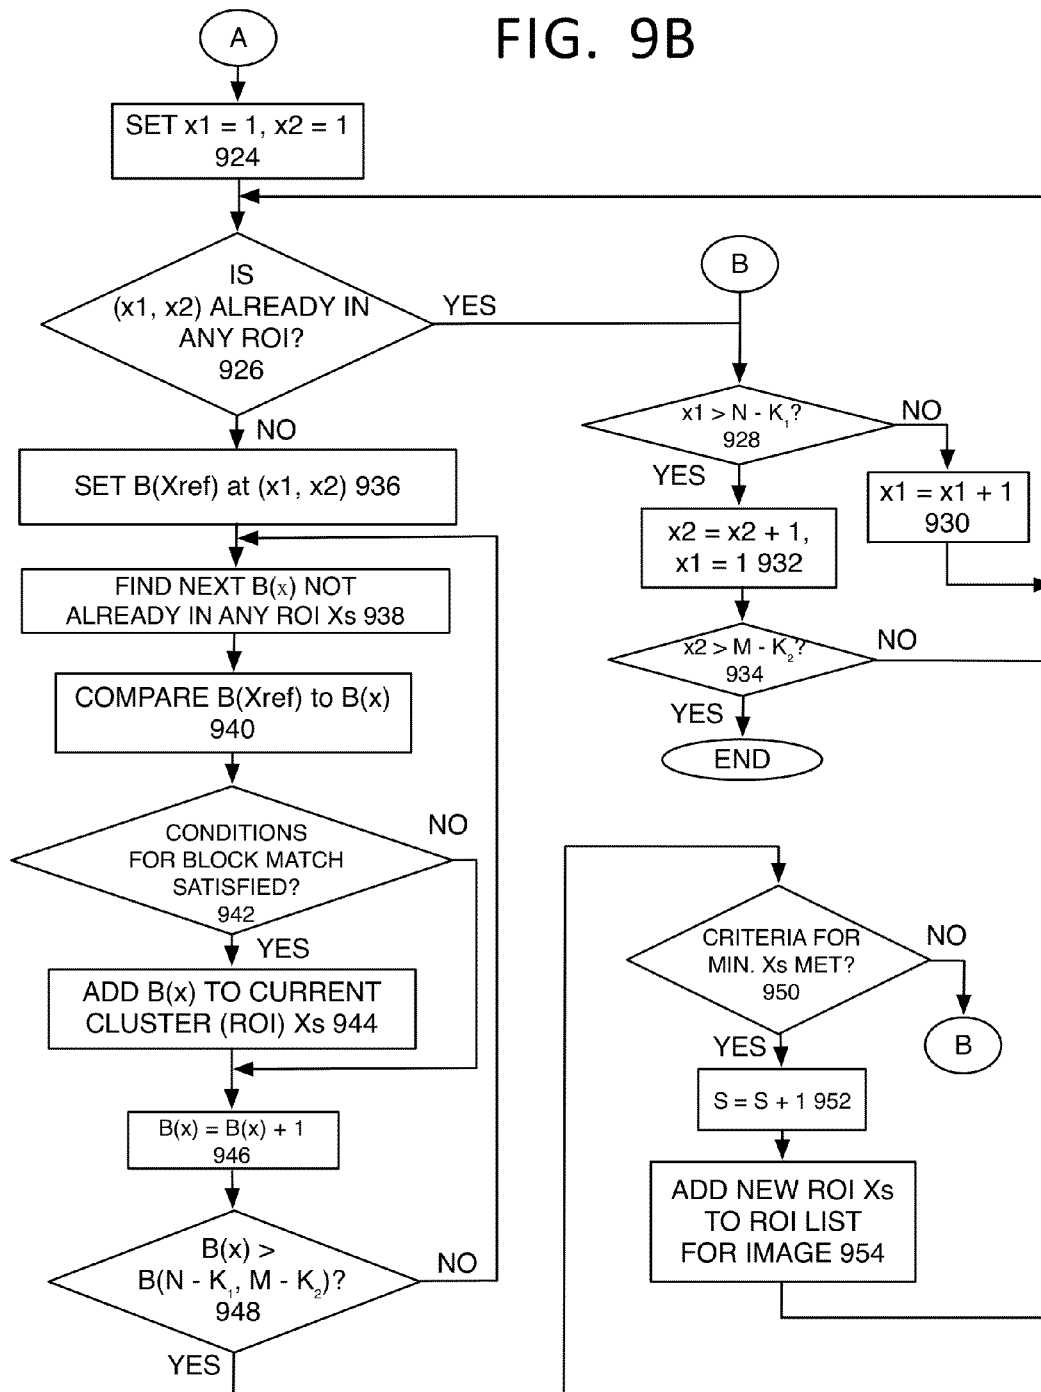 FIG. 9B
A
SET x1 = 1, x2 = 1
924
IS
(x1, x2) ALREADY IN
ANY ROI?
926
YES
NO
SET B(Xref) at (x1, x2) 936
FIND NEXT B(x) NOT
ALREADY IN ANY ROI Xs 938
COMPARE B(Xref) to B(x)
940
CONDITIONS
FOR BLOCK MATCH
SATISFIED?
942
NO
YES
ADD B(x) TO CURRENT
CLUSTER (ROI) Xs 944
B(x) = B(x) + 1
946
B(x) >
B(N - K₁, M - K₂)?
948
NO
YES
B
x1 > N - K₁?
928
NO
YES
x1 = x1 + 1
930
x2 = x2 + 1,
x1 = 1 932
x2 > M - K₂?
934
NO
YES
END
CRITERIA FOR
MIN. Xs MET?
950
NO
B
YES
S = S + 1 952
ADD NEW ROI Xs
TO ROI LIST
FOR IMAGE 954